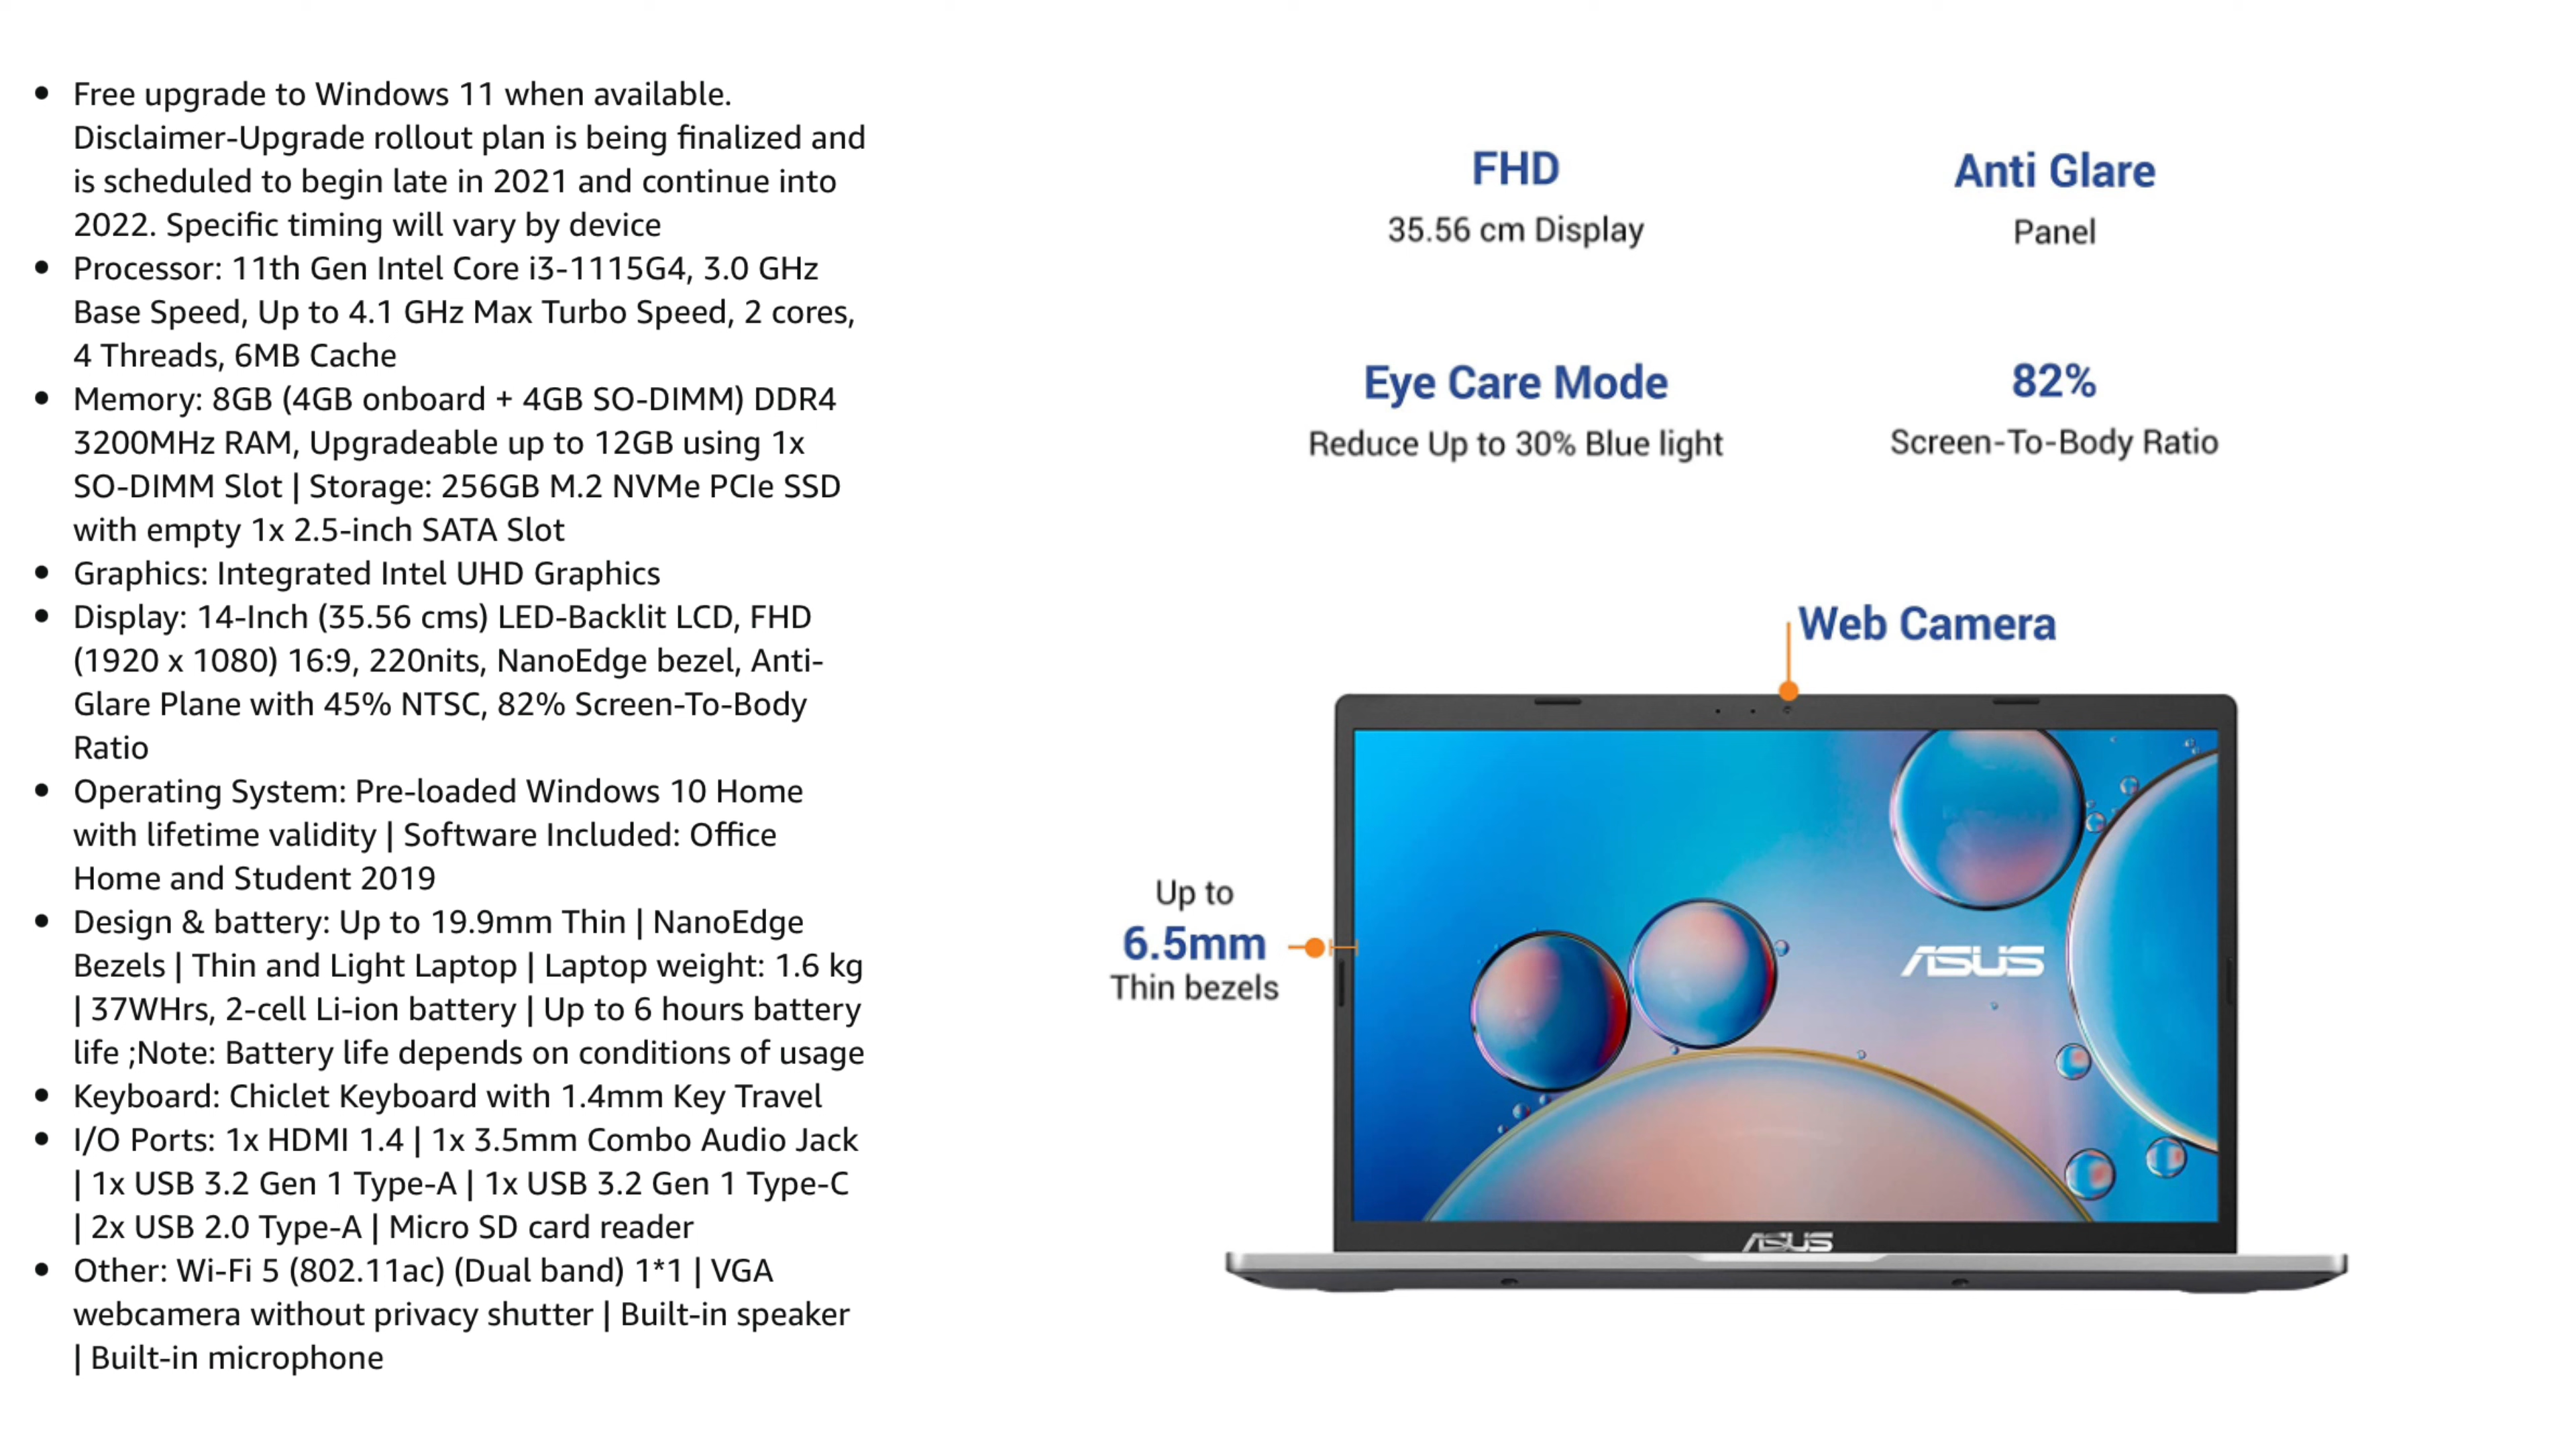 Free upgrade to Windows 11 when available.
Disclaimer-Upgrade rollout plan is being finalized and
is scheduled to begin late in 2021 and continue into
2022. Specific timing will vary by device
Processor: 11th Gen Intel Core i3-1115G4, 3.0 GHz
Base Speed, Up to 4.1 GHz Max Turbo Speed, 2 cores,
4 Threads, 6MB Cache
Memory: 8GB (4GB onboard + 4GB SO-DIMM) DDR4
3200MHz RAM, Upgradeable up to 12GB using 1x
SO-DIMM Slot | Storage: 256GB M.2 NVMe PCIe SSD
with empty 1x 2.5-inch SATA Slot
Graphics: Integrated Intel UHD Graphics
Display: 14-Inch (35.56 cms) LED-Backlit LCD, FHD
(1920 x 1080) 16:9, 220nits, NanoEdge bezel, Anti-
Glare Plane with 45% NTSC, 82% Screen-To-Body
Ratio
Operating System: Pre-loaded Windows 10 Home
with lifetime validity | Software Included: Office
Home and Student 2019
Design & battery: Up to 19.9mm Thin | NanoEdge
Bezels | Thin and Light Laptop | Laptop weight: 1.6 kg
| 37WHrs, 2-cell Li-ion battery | Up to 6 hours battery
life ;Note: Battery life depends on conditions of usage
Keyboard: Chiclet Keyboard with 1.4mm Key Travel
I/O Ports: 1x HDMI 1.4 | 1x 3.5mm Combo Audio Jack
| 1x USB 3.2 Gen 1 Type-A | 1x USB 3.2 Gen 1 Type-C
| 2x USB 2.0 Type-A | Micro SD card reader
Other: Wi-Fi 5 (802.11ac) (Dual band) 1*1 | VGA
webcamera without privacy shutter | Built-in speaker
| Built-in microphone
FHD
35.56 cm Display
Anti Glare
Panel
Eye Care Mode
Reduce Up to 30% Blue light
82%
Screen-To-Body Ratio
Web Camera
Up to
6.5mm
Thin bezels
ASUS
ASUS